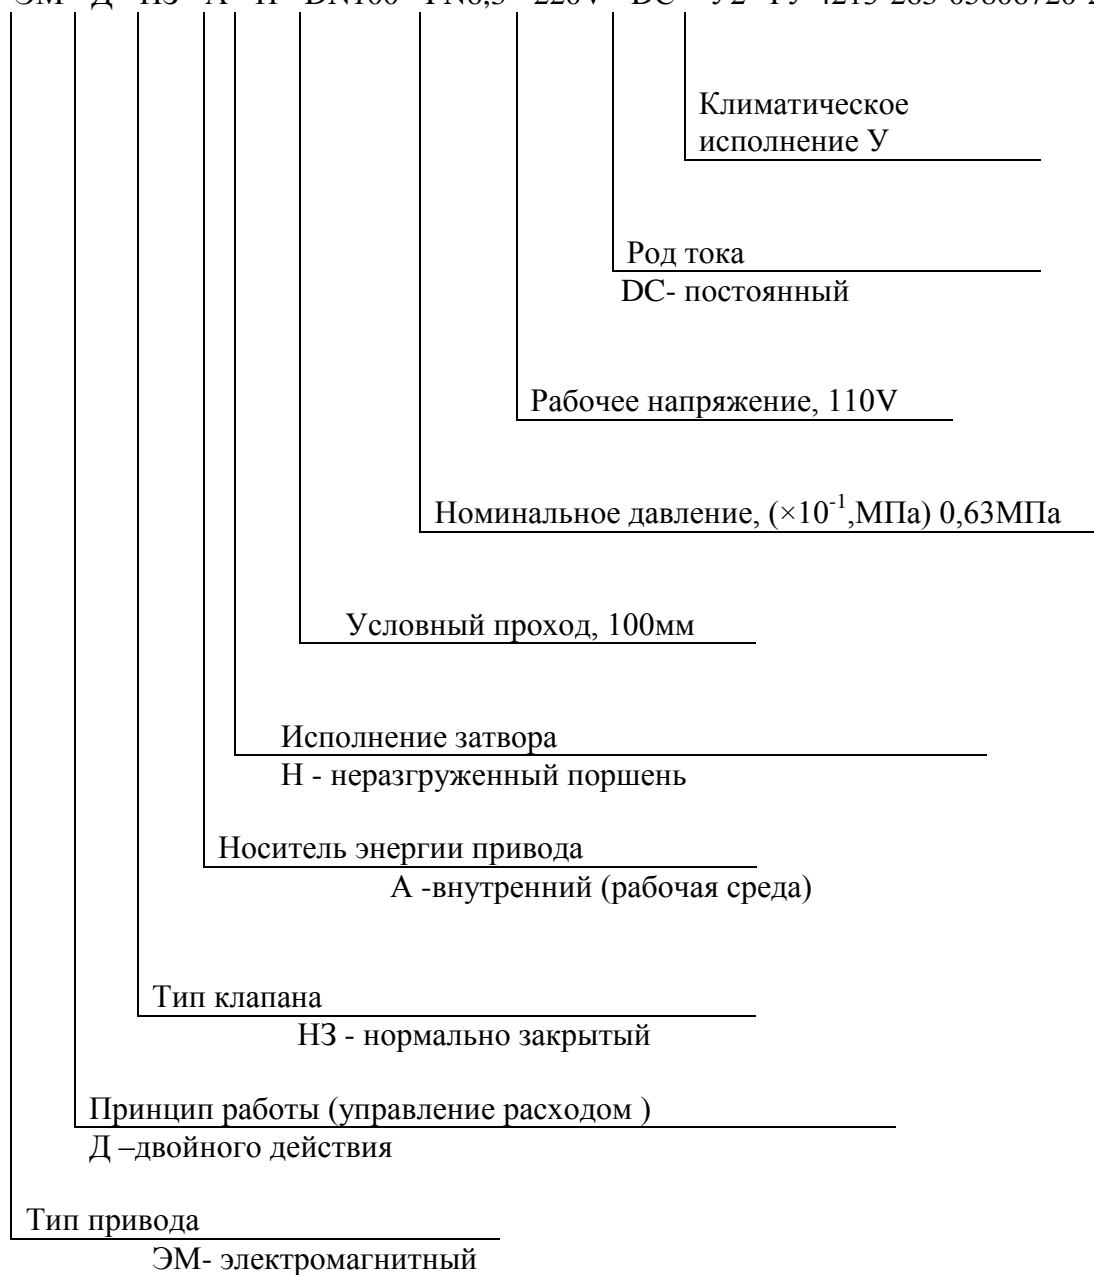 DC
Климатическое
исполнение У
Род тока
DC- постоянный
Рабочее напряжение, 110V
Номинальное давление, (×10⁻¹,МПа) 0,63МПа
Условный проход, 100мм
Исполнение затвора
Н - неразгруженный поршень
Носитель энергии привода
А -внутренний (рабочая среда)
Тип клапана
НЗ - нормально закрытый
Принцип работы (управление расходом )
Д –двойного действия
Тип привода
ЭМ- электромагнитный